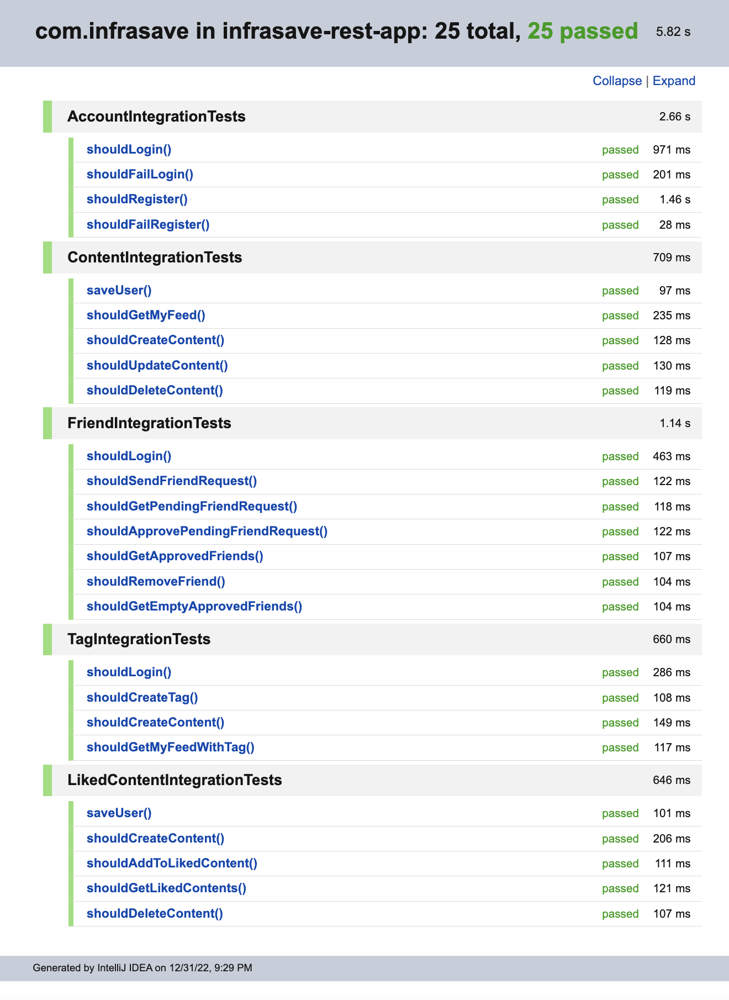 com.infrasave in infrasave-rest-app: 25 total, 25 passed 5.82 s
Collapse | Expand
AccountIntegrationTests 2.66 s
shouldLogin() passed 971 ms
shouldFailLogin() passed 201 ms
shouldRegister() passed 1.46 s
shouldFailRegister() passed 28 ms
ContentIntegrationTests 709 ms
saveUser() passed 97 ms
shouldGetMyFeed() passed 235 ms
shouldCreateContent() passed 128 ms
shouldUpdateContent() passed 130 ms
shouldDeleteContent() passed 119 ms
FriendIntegrationTests 1.14 s
shouldLogin() passed 463 ms
shouldSendFriendRequest() passed 122 ms
shouldGetPendingFriendRequest() passed 118 ms
shouldApprovePendingFriendRequest() passed 122 ms
shouldGetApprovedFriends() passed 107 ms
shouldRemoveFriend() passed 104 ms
shouldGetEmptyApprovedFriends() passed 104 ms
TagIntegrationTests 660 ms
shouldLogin() passed 286 ms
shouldCreateTag() passed 108 ms
shouldCreateContent() passed 149 ms
shouldGetMyFeedWithTag() passed 117 ms
LikedContentIntegrationTests 646 ms
saveUser() passed 101 ms
shouldCreateContent() passed 206 ms
shouldAddToLikedContent() passed 111 ms
shouldGetLikedContents() passed 121 ms
shouldDeleteContent() passed 107 ms
Generated by IntelliJ IDEA on 12/31/22, 9:29 PM